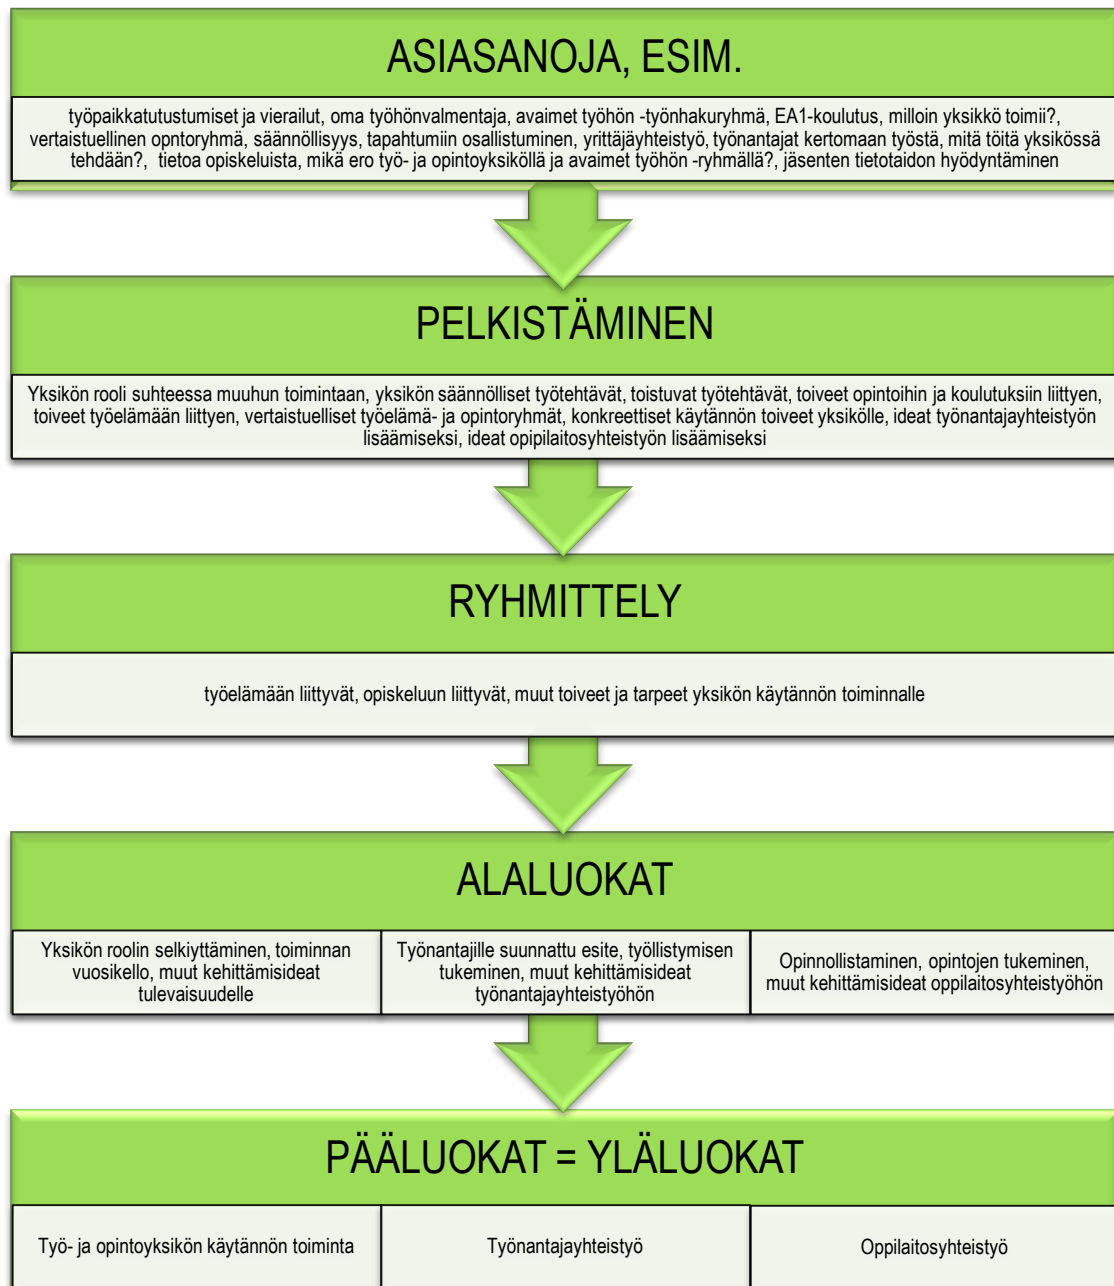 ASIASANOJA, ESIM.
työpaikkatutustumiset ja vierailut, oma työhönvalmentaja, avaimet työhön -työnhakuryhmä, EA1-koulutus, milloin yksikkö toimii?,
vertaistuellinen opntoryhmä, säännöllisyys, tapahtumiin osallistuminen, yrittäjäyhteistyö, työnantajat kertomaan työstä, mitä töitä yksikössä
tehdään?, tietoa opiskeluista, mikä ero työ- ja opintoyksiköllä ja avaimet työhön -ryhmällä?, jäsenten tietotaidon hyödyntäminen
PELKISTÄMINEN
Yksikön rooli suhteessa muuhun toimintaan, yksikön säännölliset työtehtävät, toistuvat työtehtävät, toiveet opintoihin ja koulutuksiin liittyen,
toiveet työelämään liittyen, vertaistuelliset työelämä- ja opintoryhmät, konkreettiset käytännön toiveet yksikölle, ideat työnantajayhteistyön
lisäämiseksi, ideat opipilaitosyhteistyön lisäämiseksi
RYHMITTELY
työelämään liittyvät, opiskeluun liittyvät, muut toiveet ja tarpeet yksikön käytännön toiminnalle
ALALUOKAT
Yksikön roolin selkiyttäminen, toiminnan
vuosikello, muut kehittämisideat
tulevaisuudelle
Työnantajille suunnattu esite, työllistymisen
tukeminen, muut kehittämisideat
työnantajayhteistyöhön
Opinnollistaminen, opintojen tukeminen,
muut kehittämisideat oppilaitosyhteistyöhön
PÄÄLUOKAT = YLÄLUOKAT
Työ- ja opintoyksikön käytännön toiminta
Työnantajayhteistyö
Oppilaitosyhteistyö